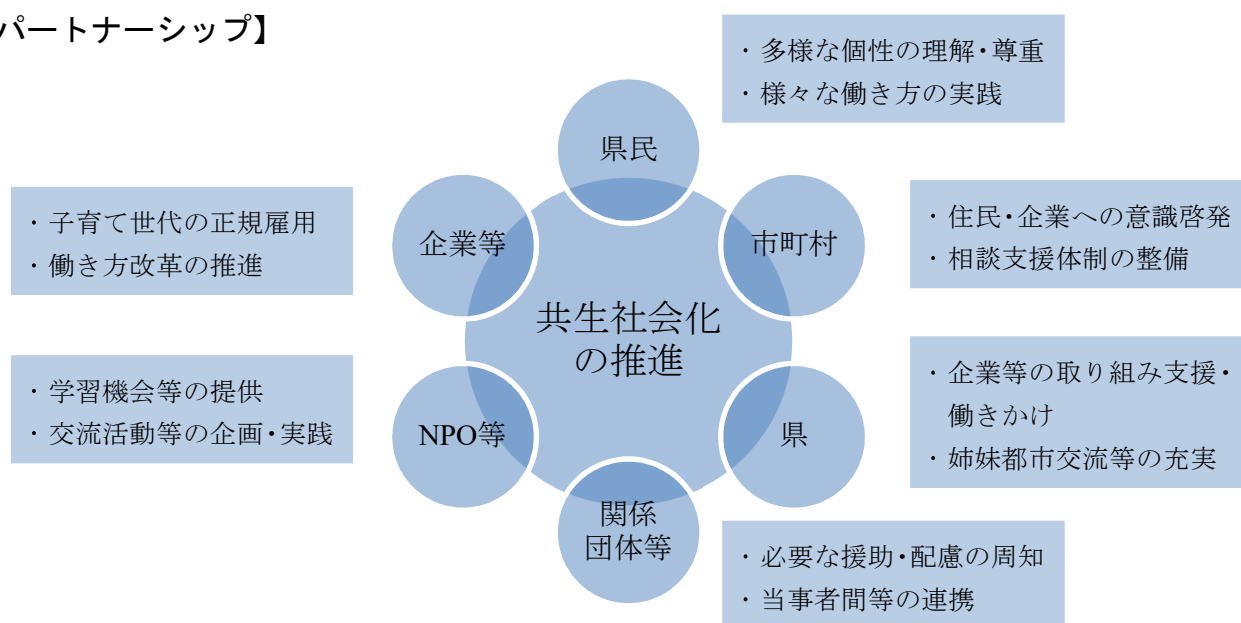 パートナーシップ】
・多様な個性の理解・尊重
・様々な働き方の実践
県民
・子育て世代の正規雇用
・働き方改革の推進
企業等
市町村
・住民・企業への意識啓発
・相談支援体制の整備
共生社会化
の推進
・学習機会等の提供
・交流活動等の企画・実践
NPO等
県
・企業等の取り組み支援・
働きかけ
・姉妹都市交流等の充実
関係
団体等
・必要な援助・配慮の周知
・当事者間等の連携